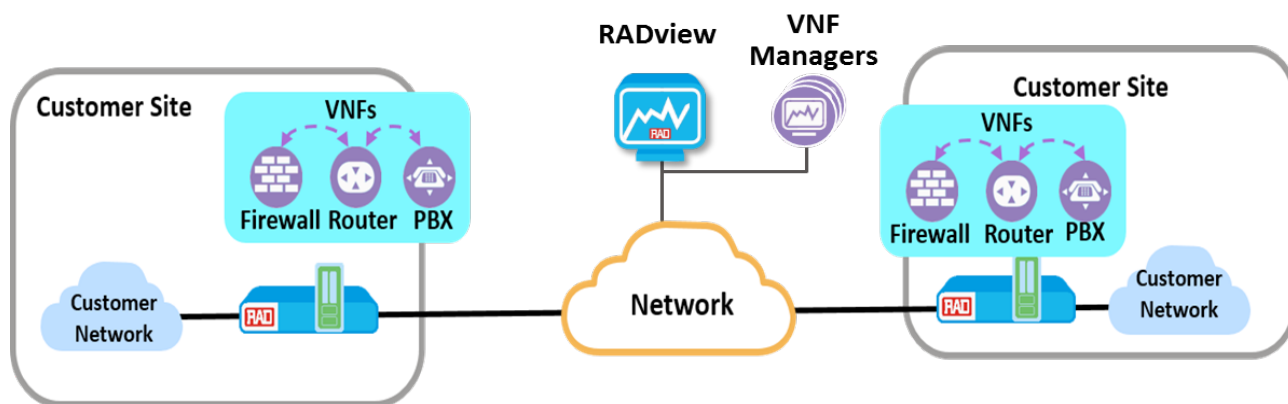 RADview
VNF
Managers
Customer Site
VNFs
Firewall Router PBX
Customer
Network
RAD
RAD
Network
Customer Site
VNFs
Firewall Router PBX
RAD
Customer
Network